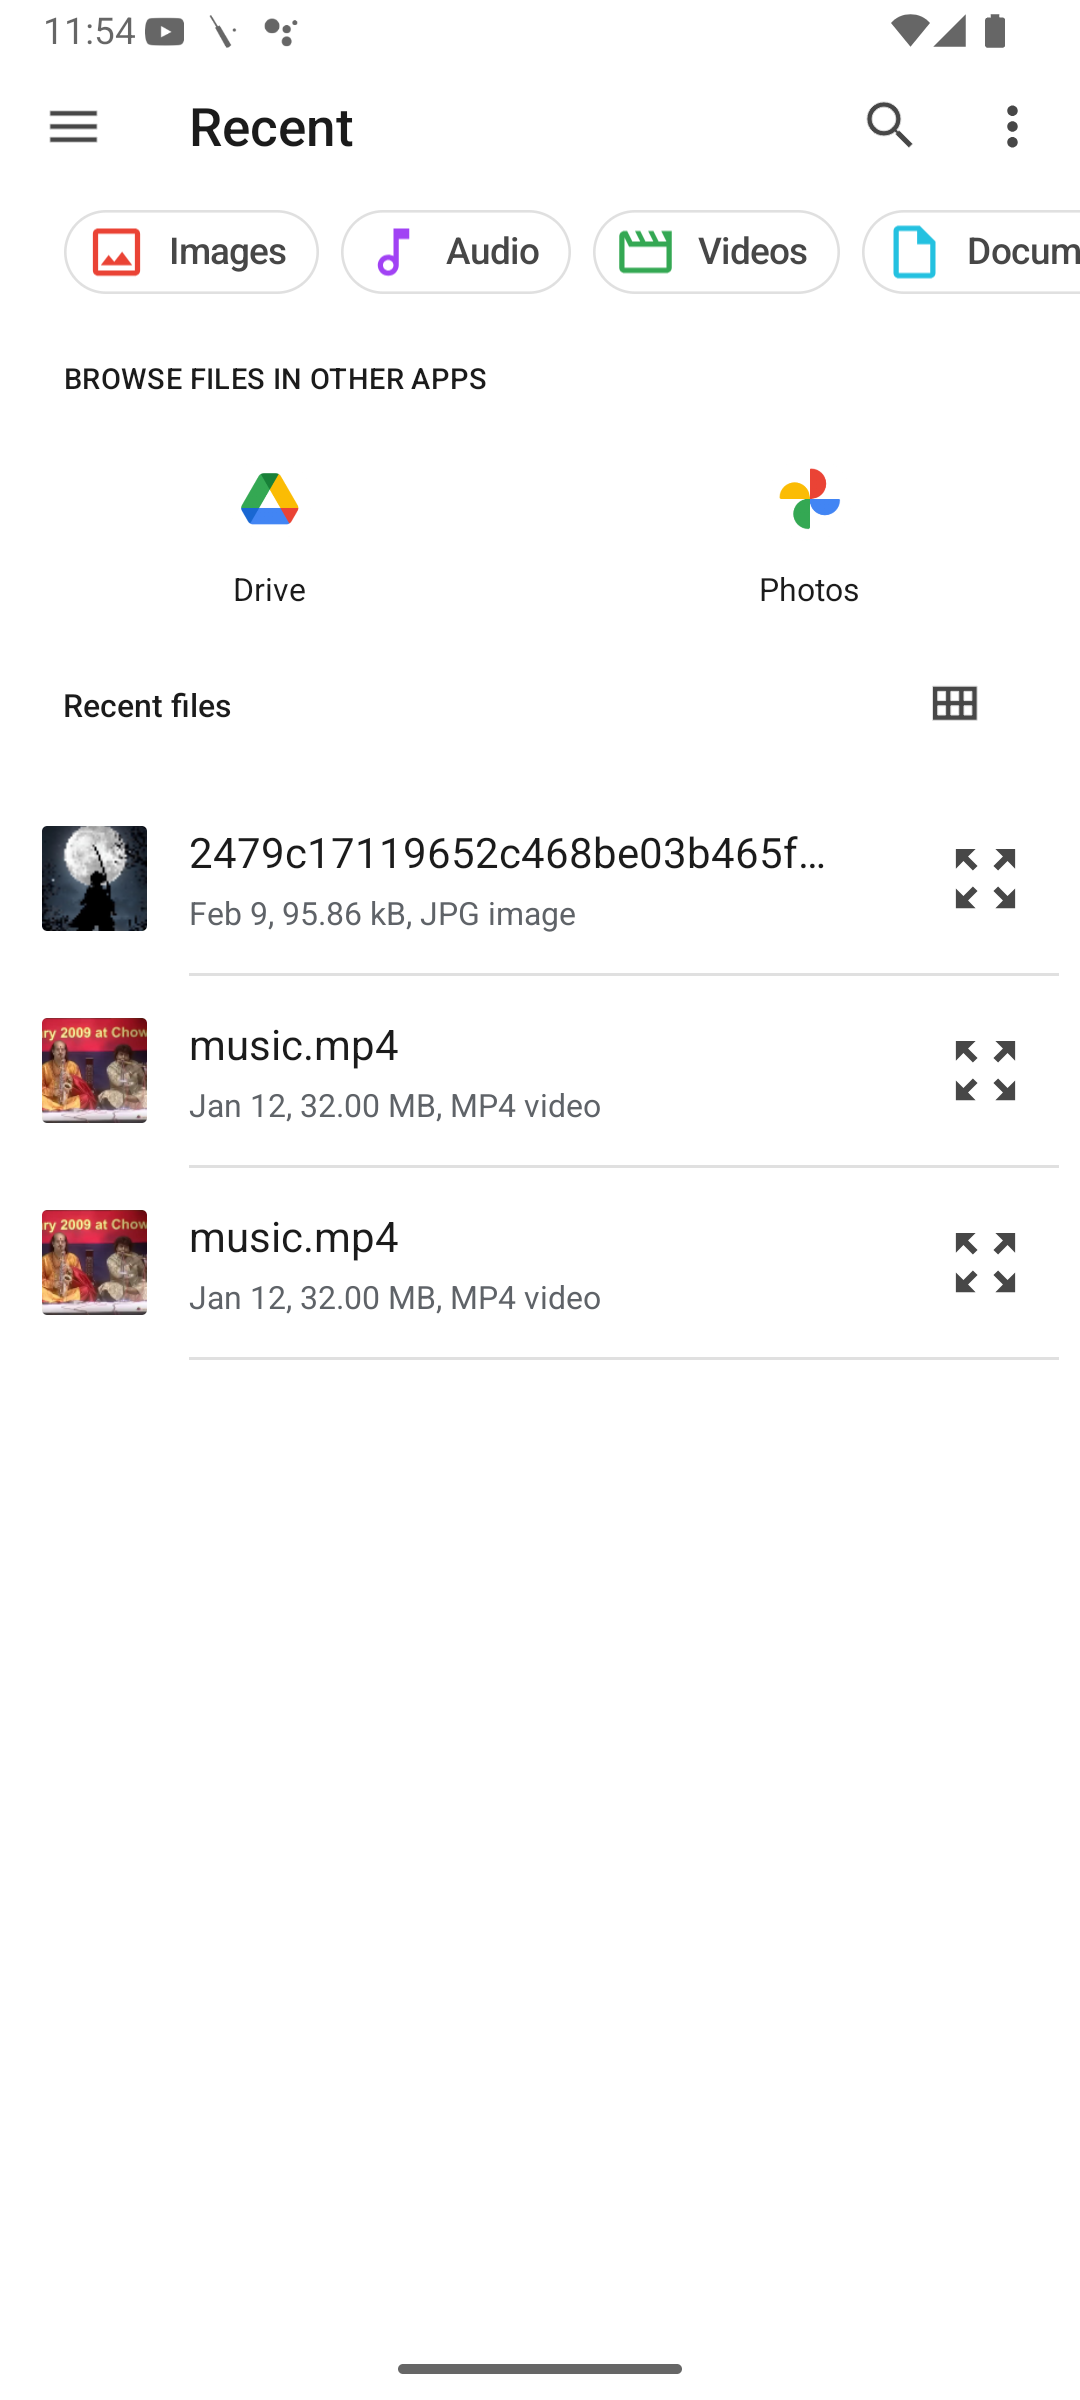 11:54
Recent
Images
Audio
Videos
Docum
BROWSE FILES IN OTHER APPS
Drive
Photos
Recent files
2479c17119652c468be03b465f...
Feb 9, 95.86 kB, JPG image
ry 2009 at Chow
music.mp4
Jan 12, 32.00 MB, MP4 video
ry 2009 at Chow
music.mp4
Jan 12, 32.00 MB, MP4 video